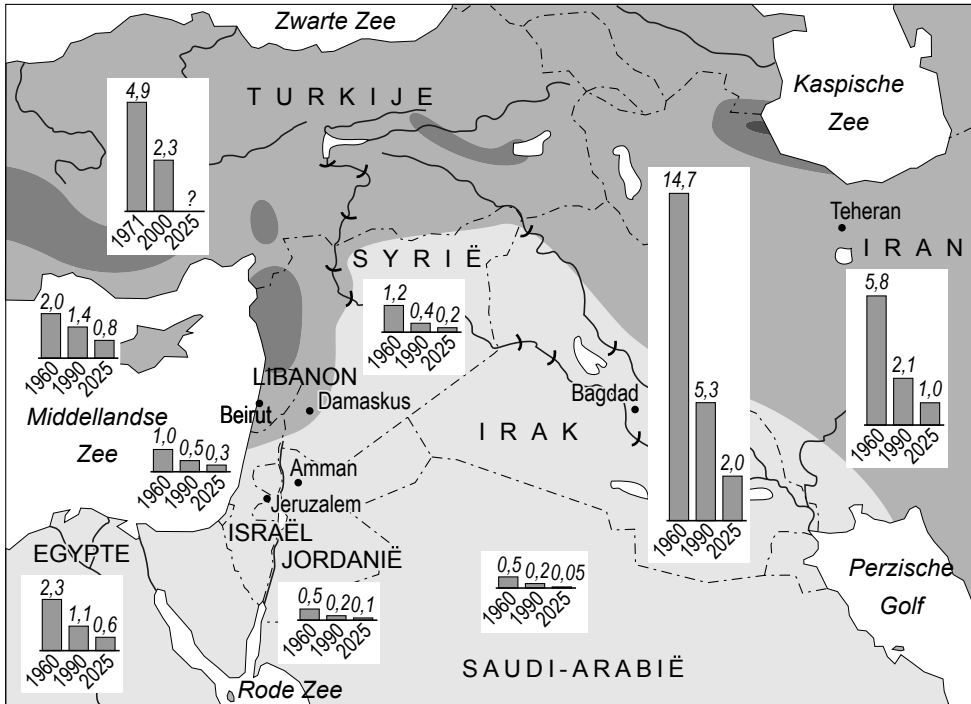 Zwarte Zee
Kaspische
Zee
TURKIJE
4,9
2,3
?
1971
2000
2025
14,7
5,3
2,0
1960
1990
2025
Teheran
IRAN
5,8
2,1
1,0
1960
1990
2025
SYRIË
1,2
0,4
0,2
1960
1990
2025
2,0
1,4
0,8
1960
1990
2025
LIBANON
Beirut
Damaskus
Bagdad
Middellandse
Zee
IRAK
1,0
0,5
0,3
1960
1990
2025
Amman
Jeruzalem
ISRAËL
EGYPTE
2,3
1,1
0,6
1960
1990
2025
JORDANIË
0,5
0,2
0,1
1960
1990
2025
0,5
0,2
0,05
1960
1990
2025
Perzische
Golf
SAUDI-ARABIË
Rode Zee